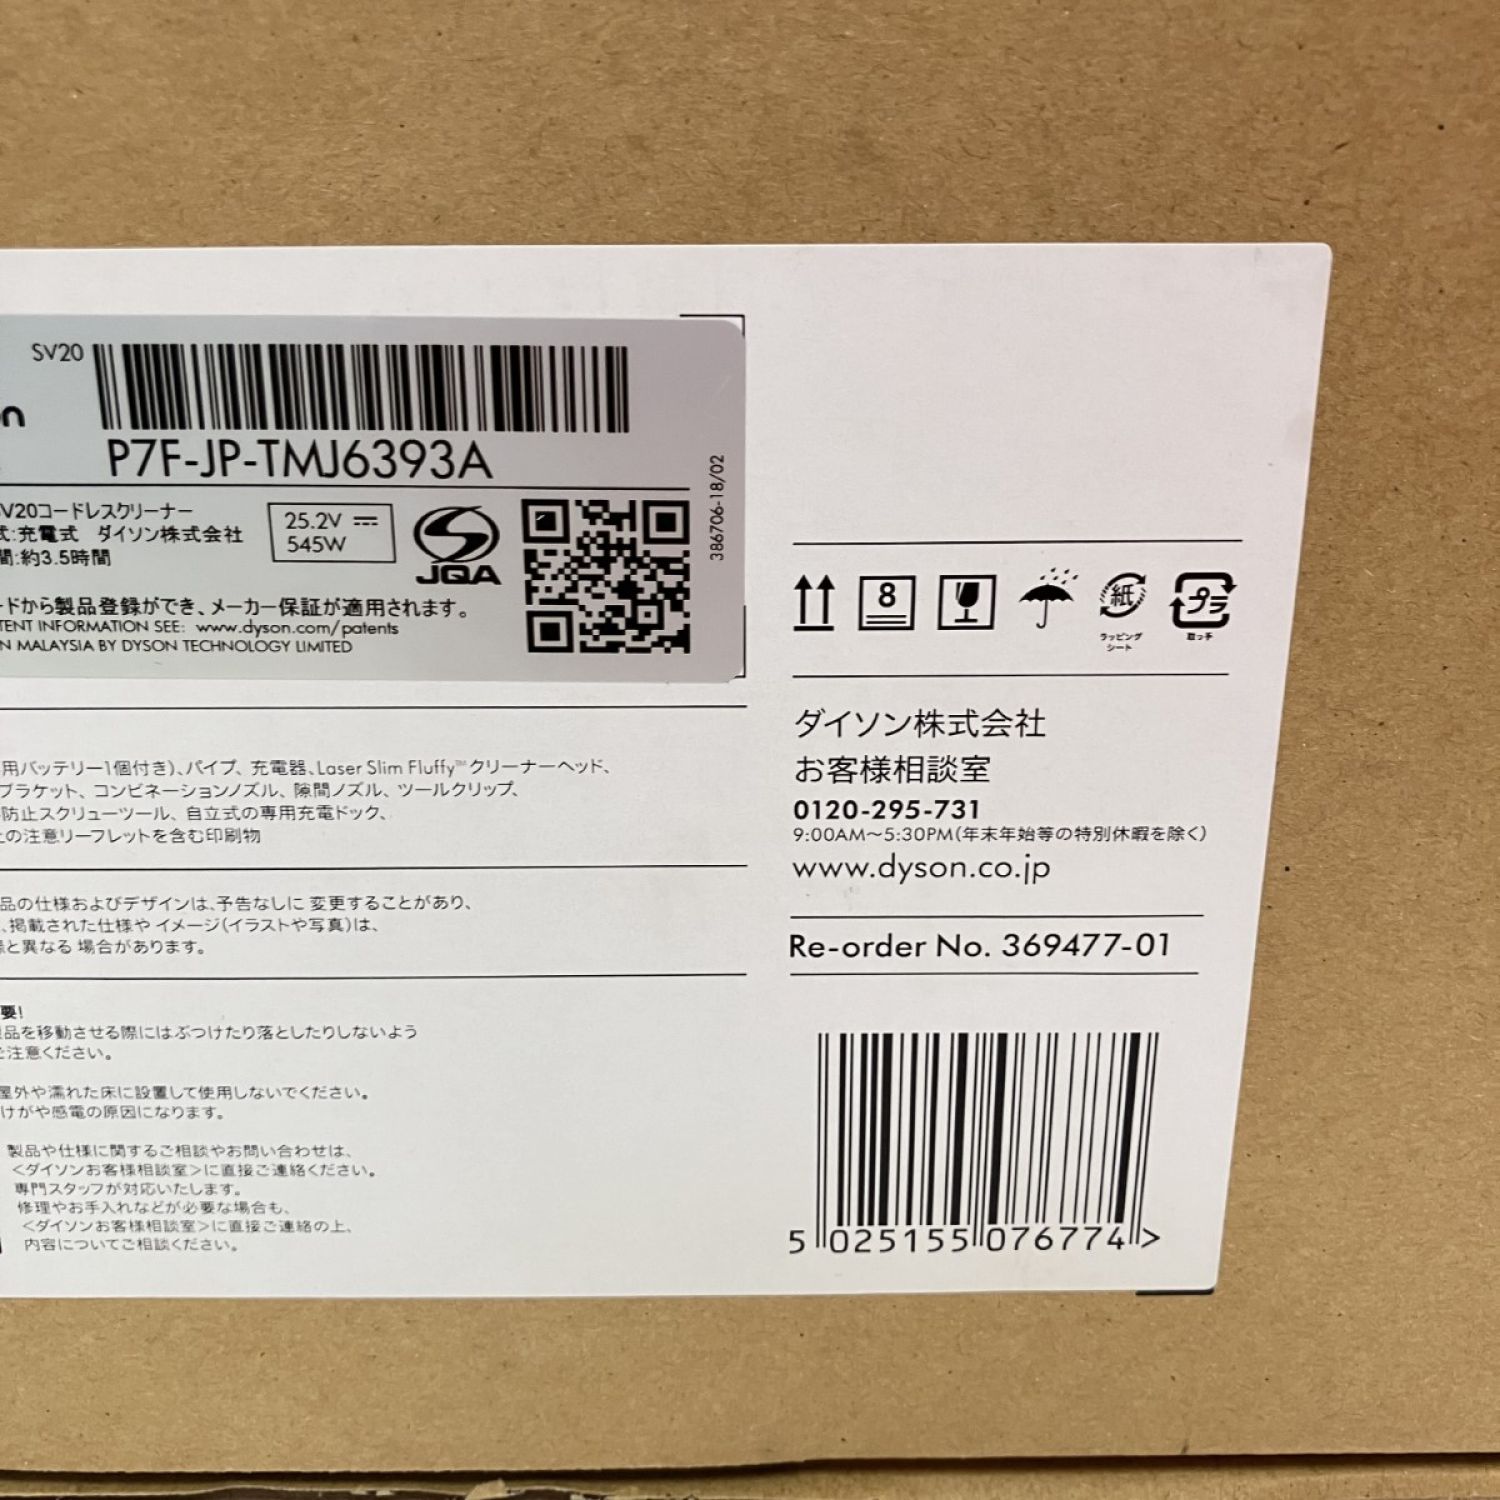 SV20
on
P7F-JP-TMJ6393A
SV20コードレスクリーナー
式:充電式 ダイソン株式会社
間:約3.5時間
25.2V
545W
JQA
386706-18/02
ードから製品登録ができ、メーカー保証が適用されます。
TENT INFORMATION SEE: www.dyson.com/patents
N MALAYSIA BY DYSON TECHNOLOGY LIMITED
用バッテリー1個付き)、パイプ、充電器、Laser Slim Fluffy™クリーナーヘッド、
ブラケット、コンビネーションノズル、隙間ノズル、ツールクリップ、
防止スクリューツール、自立式の専用充電ドック、
上の注意リーフレットを含む印刷物
品の仕様およびデザインは、予告なしに 変更することがあり、
、掲載された仕様や イメージ(イラストや写真)は、
と異なる 場合があります。
要!
品を移動させる際にはぶつけたり落としたりしないよう
ご注意ください。
屋外や濡れた床に設置して使用しないでください。
けがや感電の原因になります。
製品や仕様に関するご相談やお問い合わせは、
<ダイソンお客様相談室>に直接ご連絡ください。
専門スタッフが対応いたします。
修理やお手入れなどが必要な場合も、
<ダイソンお客様相談室>に直接ご連絡の上、
内容についてご相談ください。
8
紙
ラッピング
シート
プラ
取っ手
ダイソン株式会社
お客様相談室
0120-295-731
9:00AM～5:30PM(年末年始等の特別休暇を除く)
www.dyson.co.jp
Re-order No. 369477-01
5 025155 076774 >